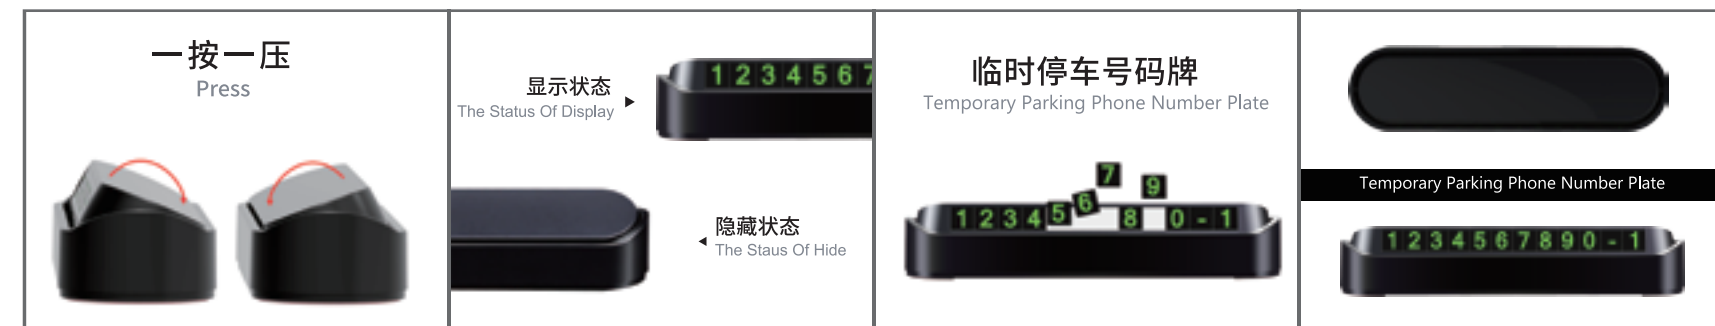 一按一压
Press
显示状态
The Status Of Display
1 2 3 4 5 6 7
隐藏状态
The Staus Of Hide
临时停车号码牌
Temporary Parking Phone Number Plate
7 9
1 2 3 4 5 6 8 0 - 1
Temporary Parking Phone Number Plate
1 2 3 4 5 6 7 8 9 0 - 1